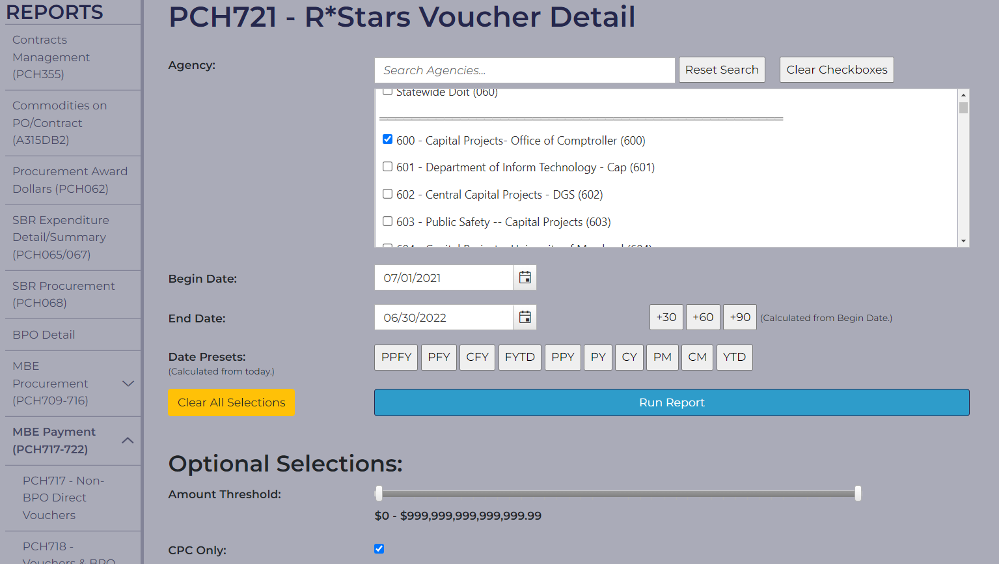 REPORTS
Contracts
Management
(PCH355)
Commodities on
PO/Contract
(A315DB2)
Procurement Award
Dollars (PCH062)
SBR Expenditure
Detail/Summary
(PCH065/067)
SBR Procurement
(PCH068)
BPO Detail
MBE
Procurement
(PCH709-716)
MBE Payment
(PCH717-722)
PCH717 - Non-
BPO Direct
Vouchers
PCH718 -
Vouchers & BPO
PCH721 - R*Stars Voucher Detail
Agency:
Search Agencies...
Reset Search
Clear Checkboxes
Statewide DoIt (060)
600 - Capital Projects- Office of Comptroller (600)
601 - Department of Inform Technology - Cap (601)
602 - Central Capital Projects - DGS (602)
603 - Public Safety -- Capital Projects (603)
Begin Date:
07/01/2021
End Date:
06/30/2022
+30 +60 +90 (Calculated from Begin Date.)
Date Presets:
(Calculated from today.)
PPFY PFY CFY FYTD PPY PY CY PM CM YTD
Clear All Selections
Run Report
Optional Selections:
Amount Threshold:
$0 - $999,999,999,999,999.99
CPC Only: